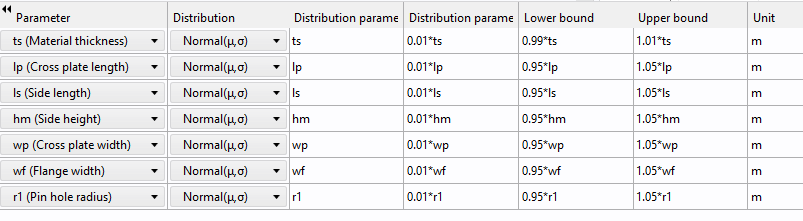 Parameter Distribution Distribution parame Distribution parame Lower bound Upper bound Unit
ts (Material thickness) Normal(μ,σ) ts 0.01*ts 0.99*ts 1.01*ts m
lp (Cross plate length) Normal(μ,σ) lp 0.01*lp 0.95*lp 1.05*lp m
ls (Side length) Normal(μ,σ) ls 0.01*ls 0.95*ls 1.05*ls m
hm (Side height) Normal(μ,σ) hm 0.01*hm 0.95*hm 1.05*hm m
wp (Cross plate width) Normal(μ,σ) wp 0.01*wp 0.95*wp 1.05*wp m
wf (Flange width) Normal(μ,σ) wf 0.01*wf 0.95*wf 1.05*wf m
r1 (Pin hole radius) Normal(μ,σ) r1 0.01*r1 0.95*r1 1.05*r1 m